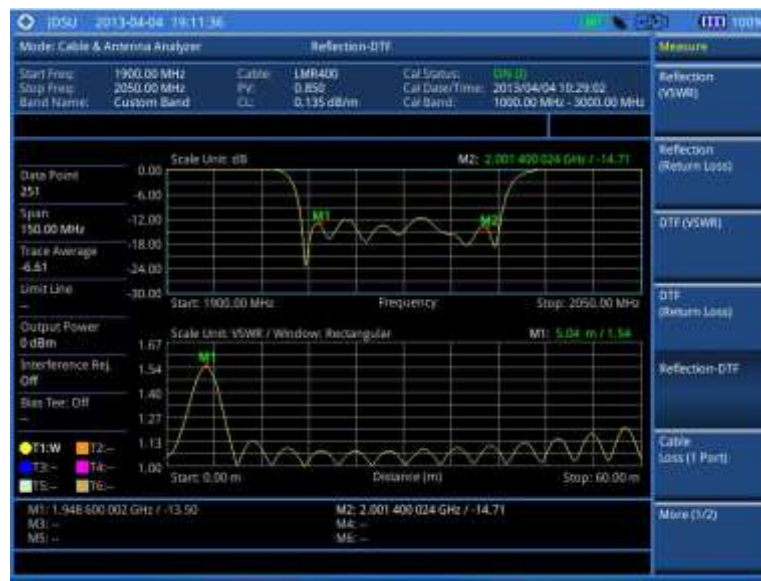 JDSU 2013-04-04 19:11:36 100%
Mode: Cable & Antenna Analyzer Reflection-DTF Measure
Start Freq: 1900.00 MHz Cable: LMR400 Cal Status: ON (I)
Stop Freq: 2050.00 MHz PV: 0.850 Cal Date/Time: 2013/04/04 10:29:02
Band Name: Custom Band CL: 0.135 dB/m Cal Band: 1000.00 MHz - 3000.00 MHz
Reflection
(VSWR)
Reflection
(Return Loss)
DTF (VSWR)
DTF
(Return Loss)
Reflection-DTF
Cable
Loss (1 Port)
More (1/2)
Data Point
251
Span
150.00 MHz
Trace Average
-6.61
Limit Line
--
Output Power
0 dBm
Interference Rej.
Off
Bias Tee: Off
--
T1:W T2:--
T3:-- T4:--
T5:-- T6:--
Scale Unit: dB M2: 2.001 400 024 GHz / -14.71
0.00
-6.00
-12.00
-18.00
-24.00
-30.00
M1 M2
Start: 1900.00 MHz Frequency Stop: 2050.00 MHz
Scale Unit: VSWR / Window: Rectangular M1: 5.04 m / 1.54
1.67
1.54
1.40
1.27
1.13
1.00
M1
Start: 0.00 m Distance (m) Stop: 60.00 m
M1: 1.948 600 002 GHz / -13.50 M2: 2.001 400 024 GHz / -14.71
M3: -- M4: --
M5: -- M6: --